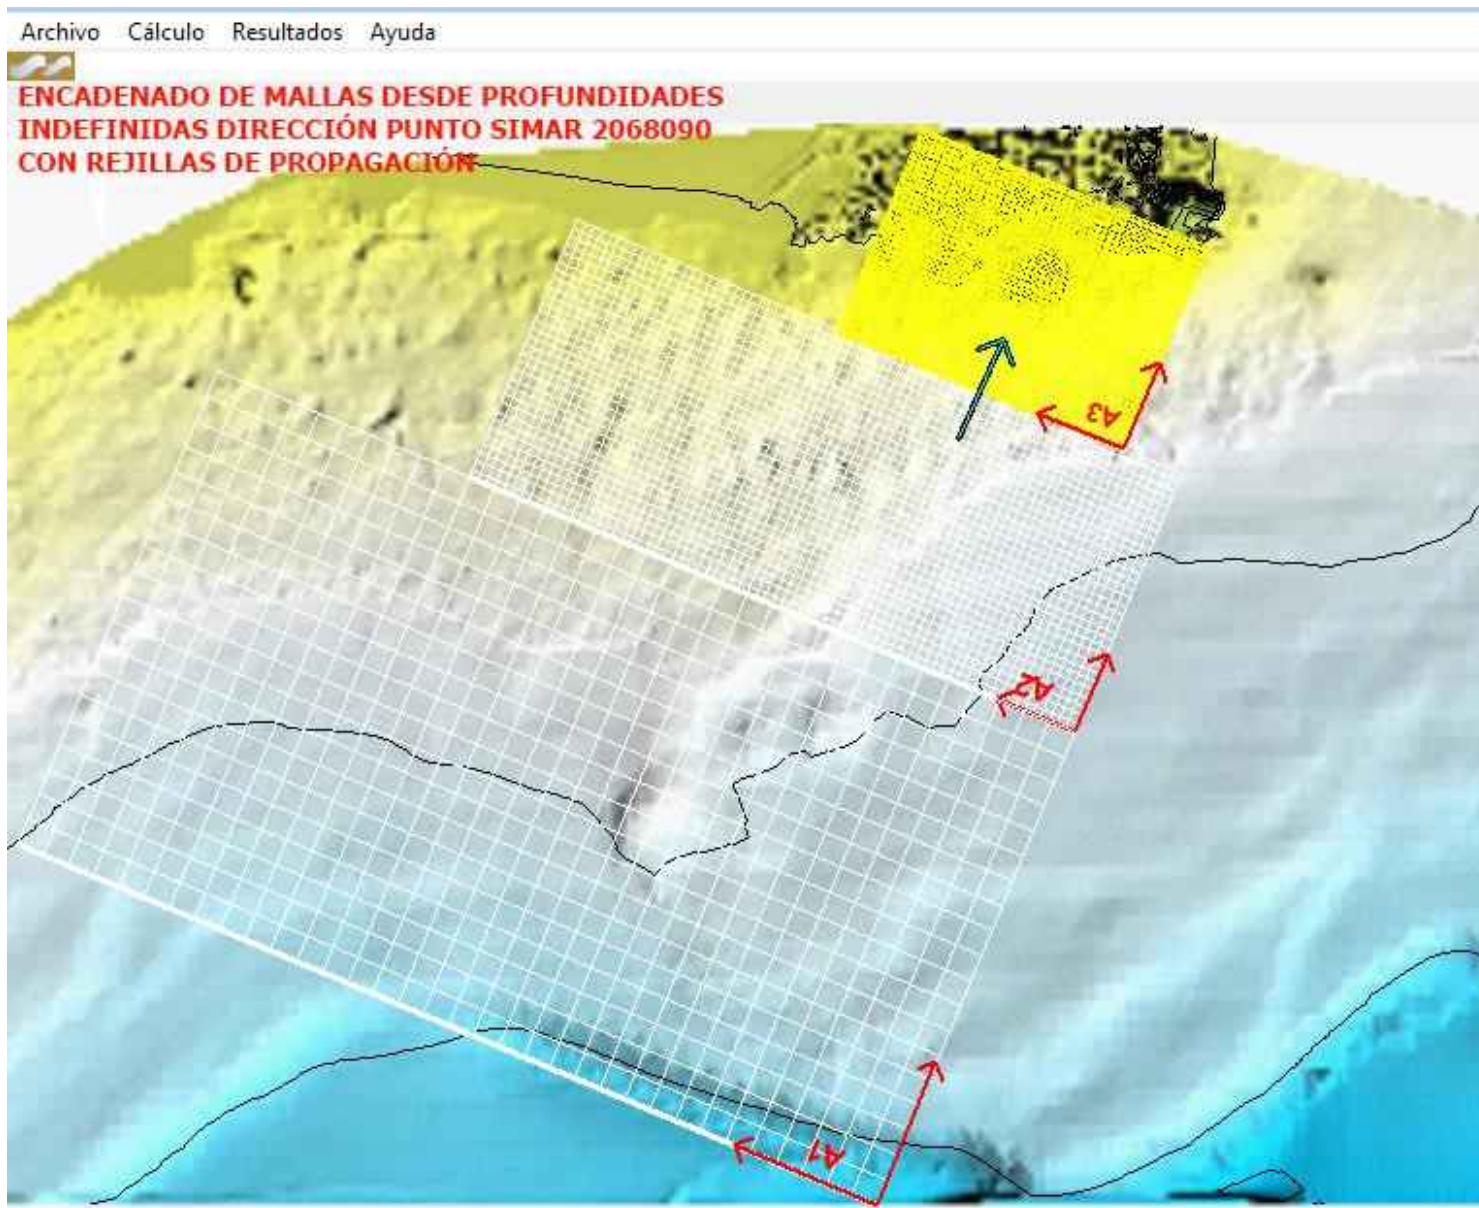 Archivo Cálculo Resultados Ayuda
ENCADENADO DE MALLAS DESDE PROFUNDIDADES
INDEFINIDAS DIRECCIÓN PUNTO SIMAR 2068090
CON REJILLAS DE PROPAGACIÓN
A3
A2
A1